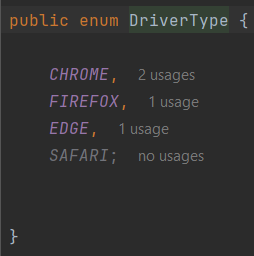 public enum DriverType {
CHROME, 2 usages
FIREFOX, 1 usage
EDGE, 1 usage
SAFARI; no usages
}